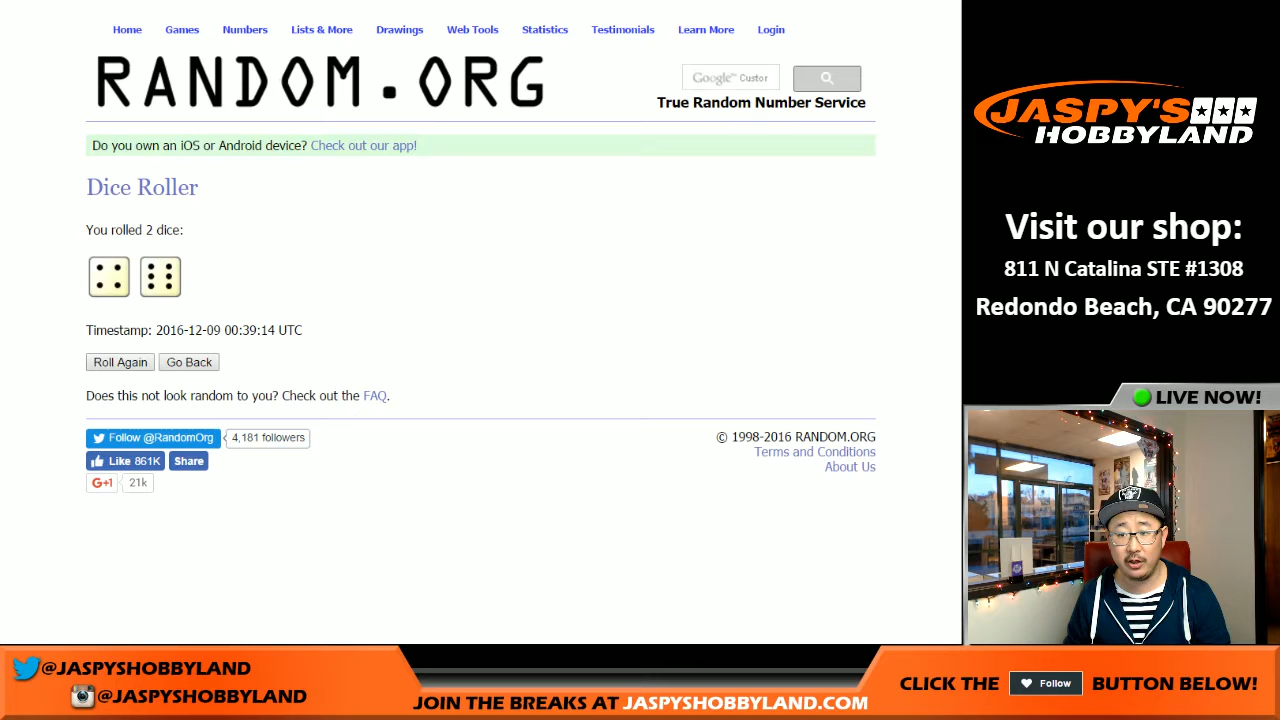 Home Games Numbers Lists & More Drawings Web Tools Statistics Testimonials Learn More Login
RANDOM.ORG
Google™ Custor
True Random Number Service
Do you own an iOS or Android device? Check out our app!
Dice Roller
You rolled 2 dice:
Timestamp: 2016-12-09 00:39:14 UTC
Roll Again Go Back
Does this not look random to you? Check out the FAQ.
Follow @RandomOrg 4,181 followers
Like 861K Share
G+1 21k
© 1998-2016 RANDOM.ORG
Terms and Conditions
About Us
JASPY'S
HOBBYLAND
Visit our shop:
811 N Catalina STE #1308
Redondo Beach, CA 90277
LIVE NOW!
@JASPYSHOBBYLAND
@JASPYSHOBBYLAND
JOIN THE BREAKS AT JASPYSHOBBYLAND.COM
CLICK THE Follow BUTTON BELOW!